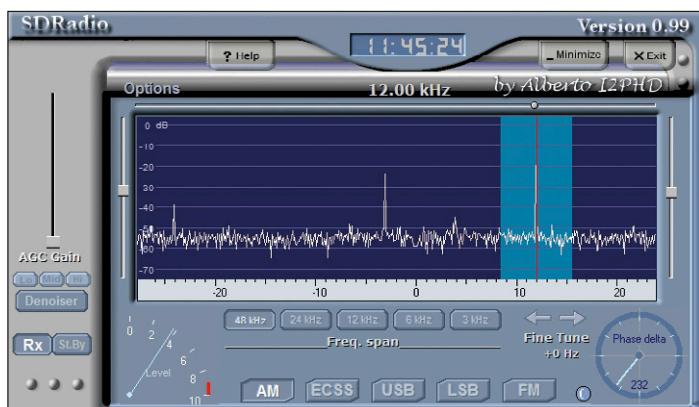 SDRadio
Version 0.99
11:45:24
? Help
_ Minimize
X Exit
by Alberto I2PHD
Options
12.00 kHz
0 dB
-10
-20
-30
-40
-50
-60
-70
-20
-10
0
10
20
AGC Gain
Lo Mid Hi
Denoiser
Rx St.By
48 kHz 24 kHz 12 kHz 6 kHz 3 kHz
Freq. span
Fine Tune
+0 Hz
Phase delta
232
0 2 4 6 8 10
Level
AM ECSS USB LSB FM